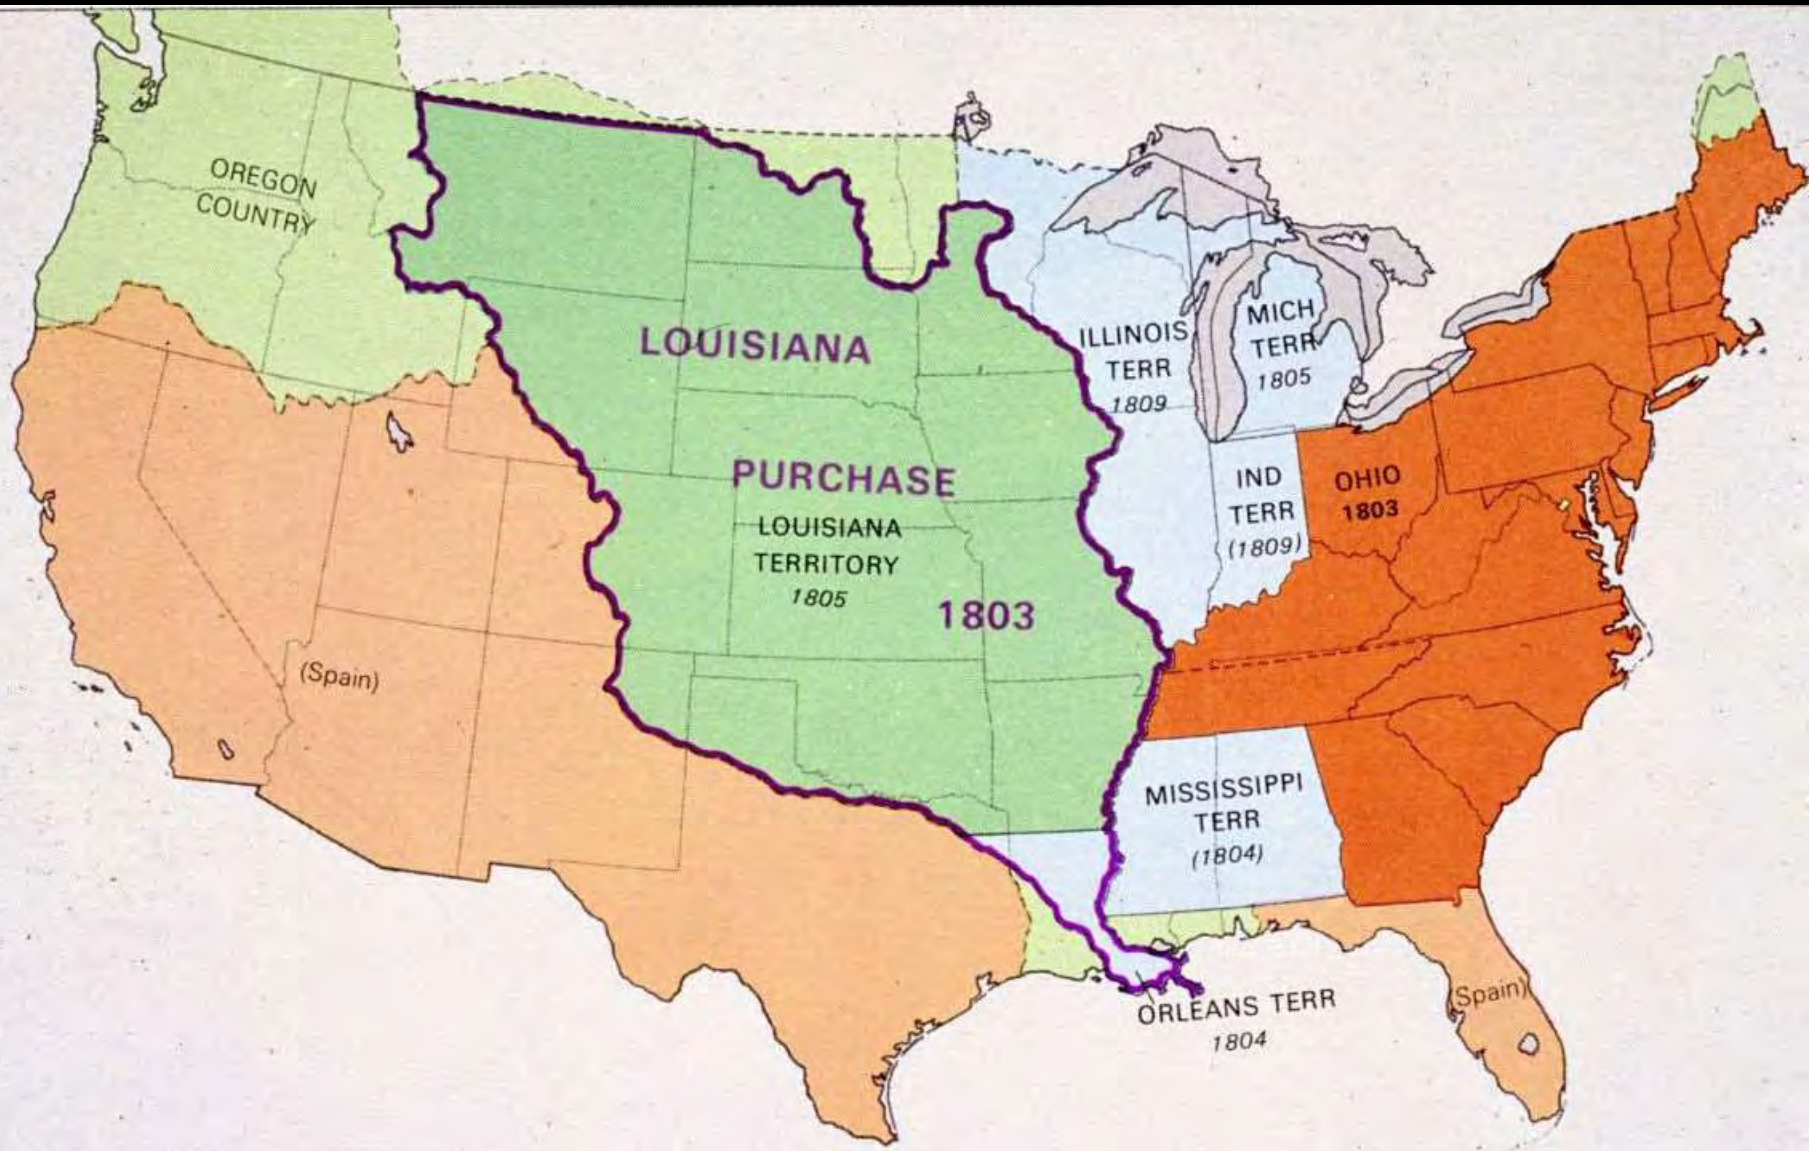 OREGON
COUNTRY
LOUISIANA
PURCHASE
LOUISIANA
TERRITORY
1805
1803
(Spain)
ILLINOIS
TERR
1809
MICH
TERR
1805
IND
TERR
(1809)
OHIO
1803
MISSISSIPPI
TERR
(1804)
ORLEANS TERR
1804
(Spain)